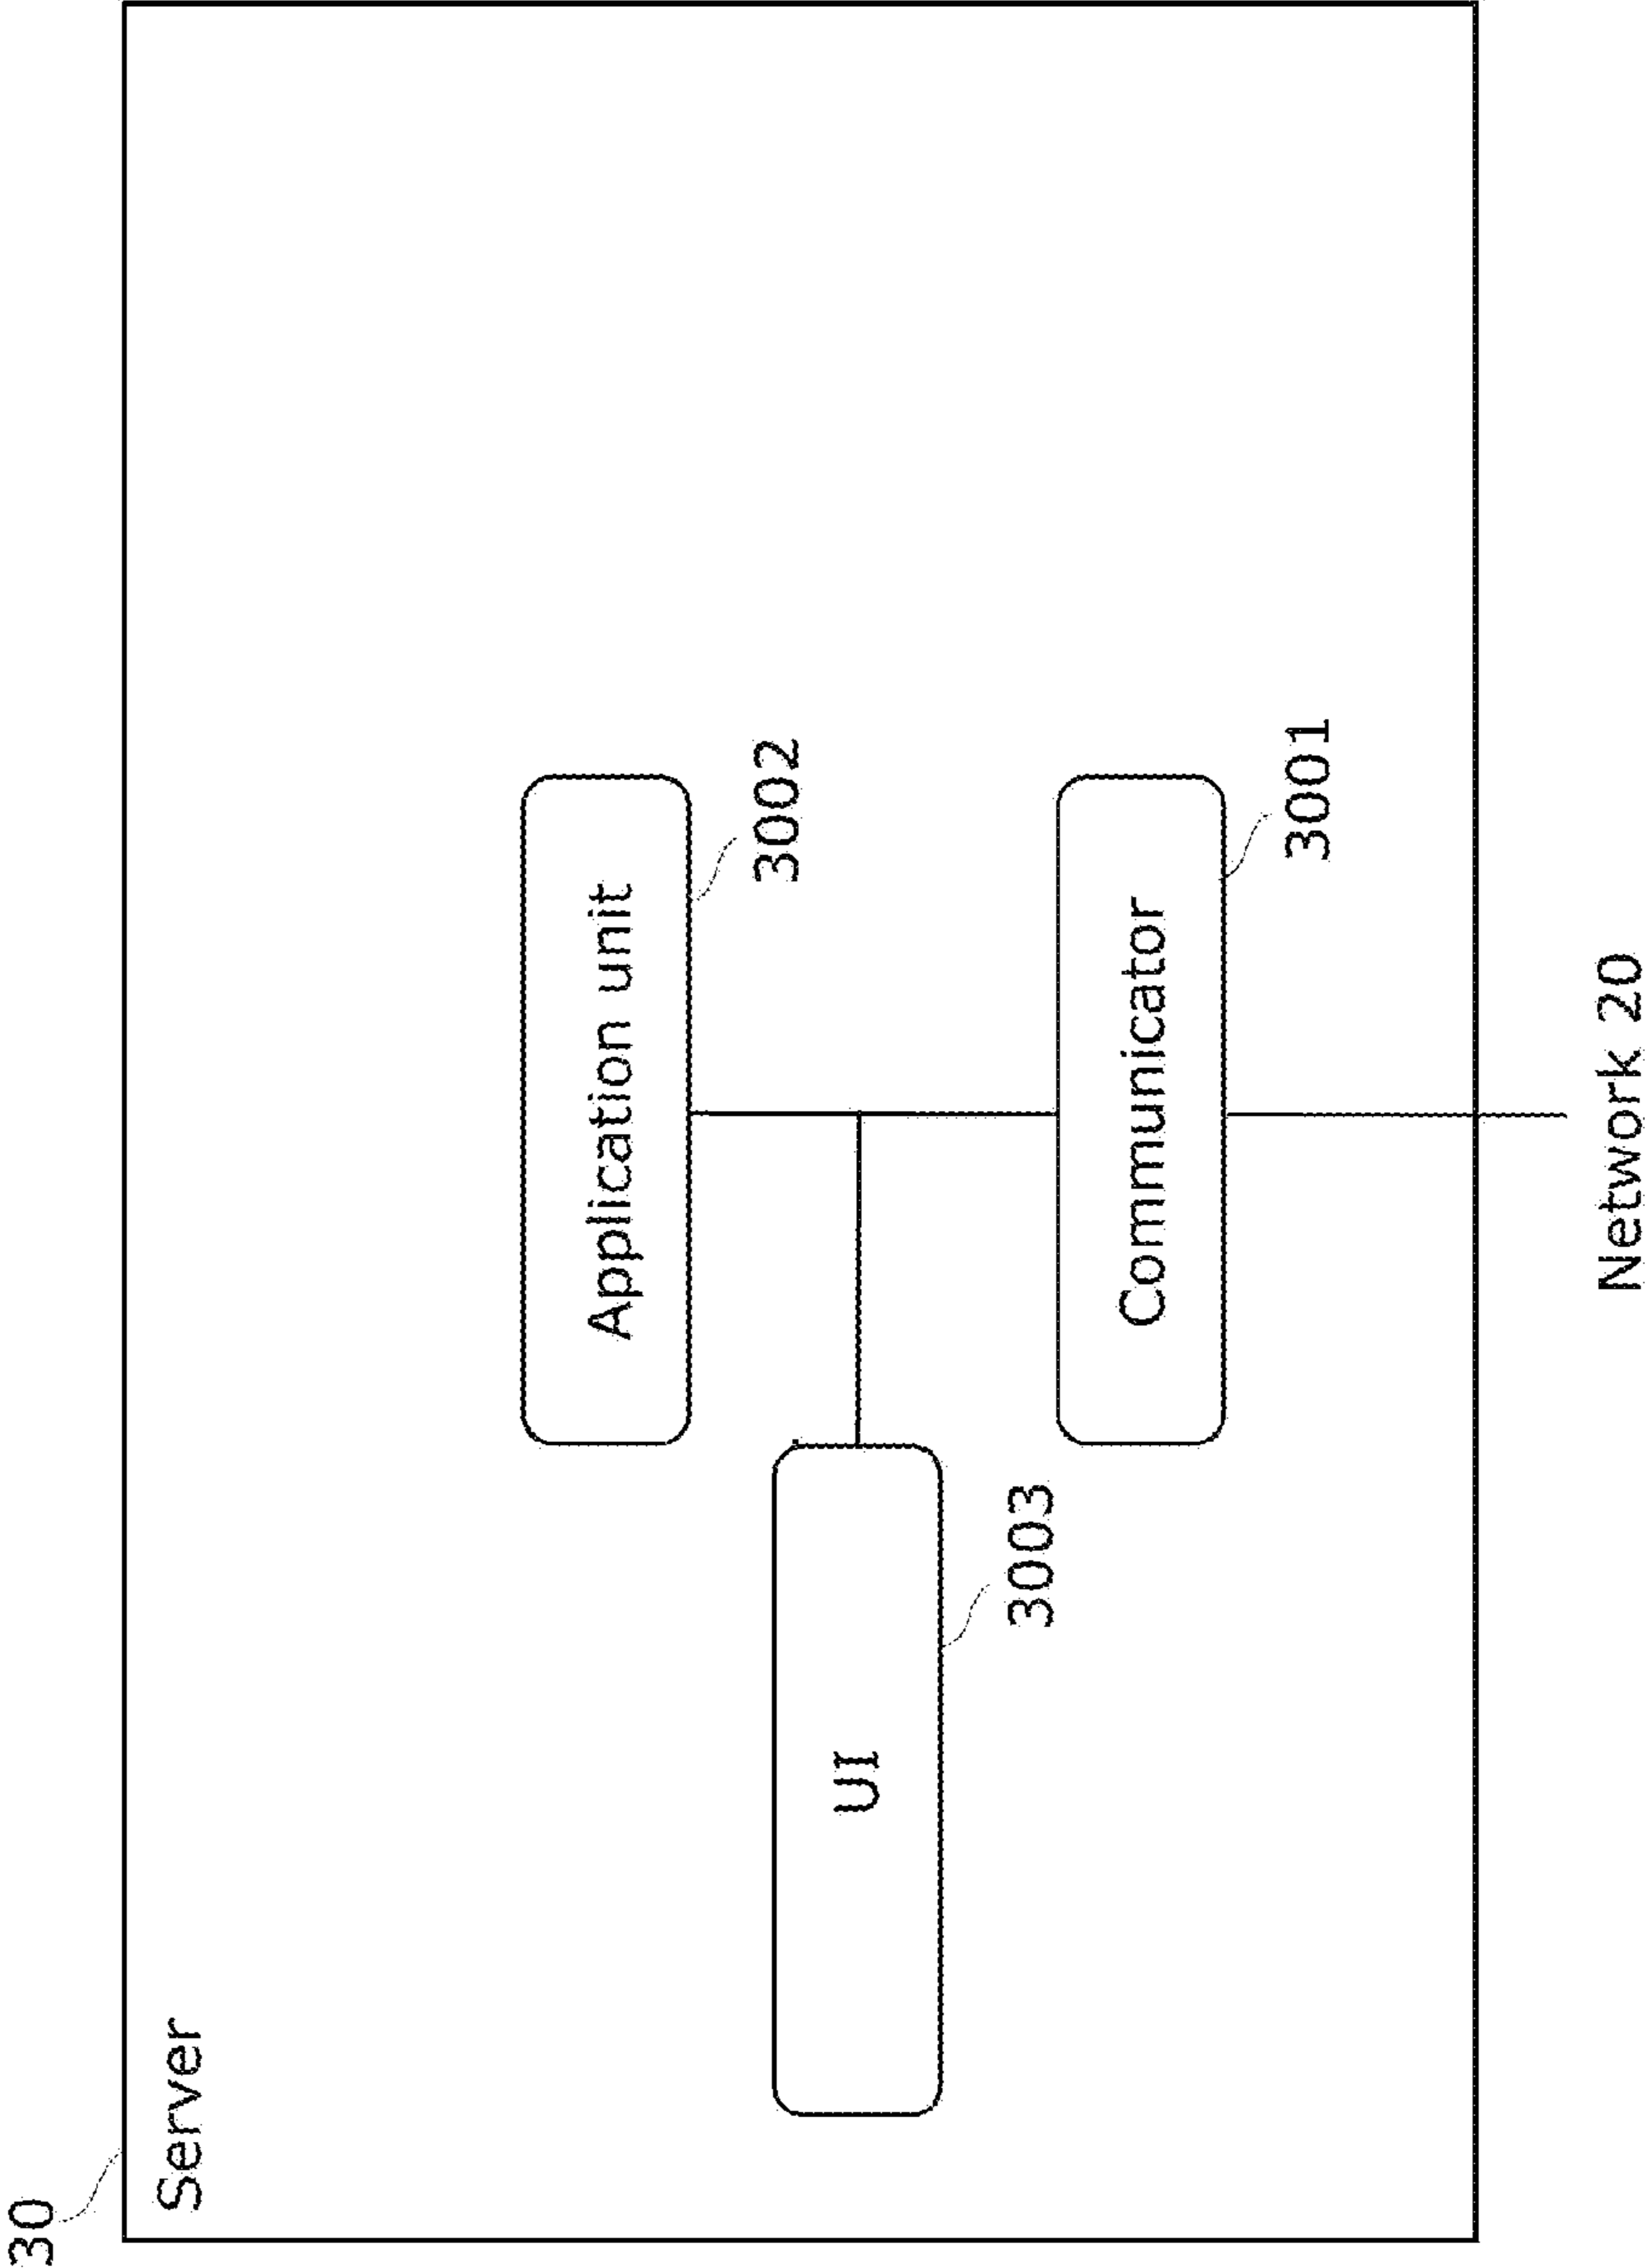 30
Server
Application unit
3002
UI
3003
Communicator
3001
Network 20